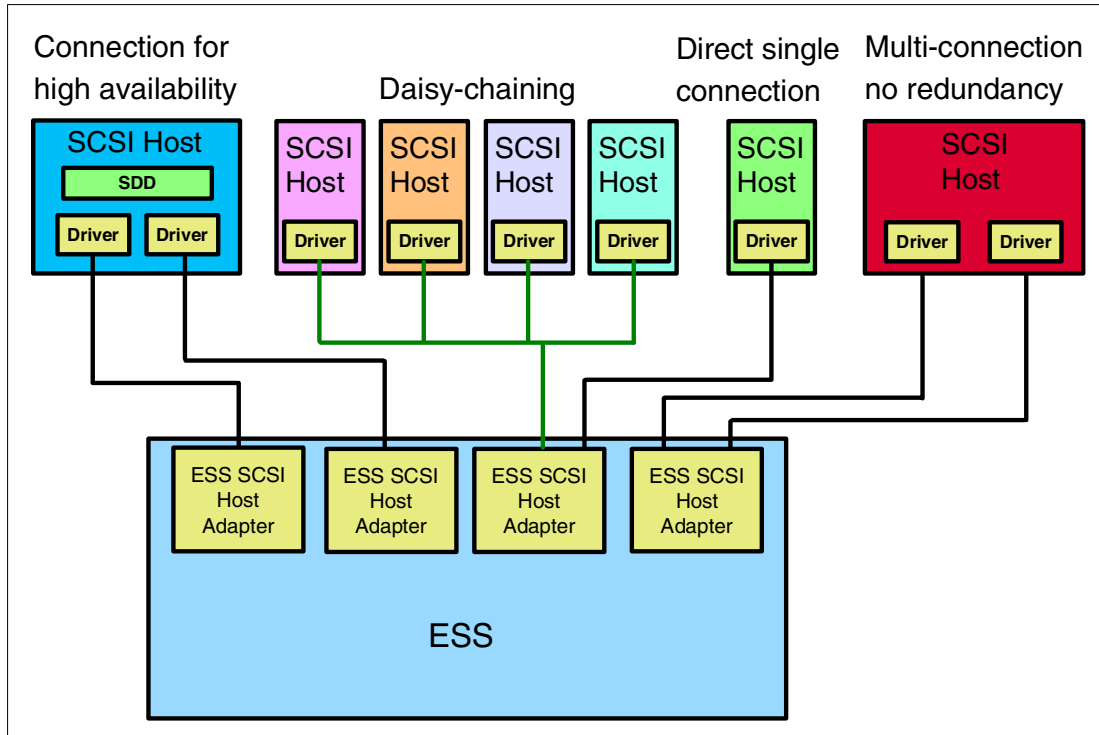 Connection for
high availability
Daisy-chaining
Direct single
connection
Multi-connection
no redundancy
SCSI Host
SDD
Driver
Driver
SCSI
Host
Driver
SCSI
Host
Driver
SCSI
Host
Driver
SCSI
Host
Driver
SCSI
Host
Driver
SCSI
Host
Driver
Driver
ESS SCSI
Host
Adapter
ESS SCSI
Host
Adapter
ESS SCSI
Host
Adapter
ESS SCSI
Host
Adapter
ESS